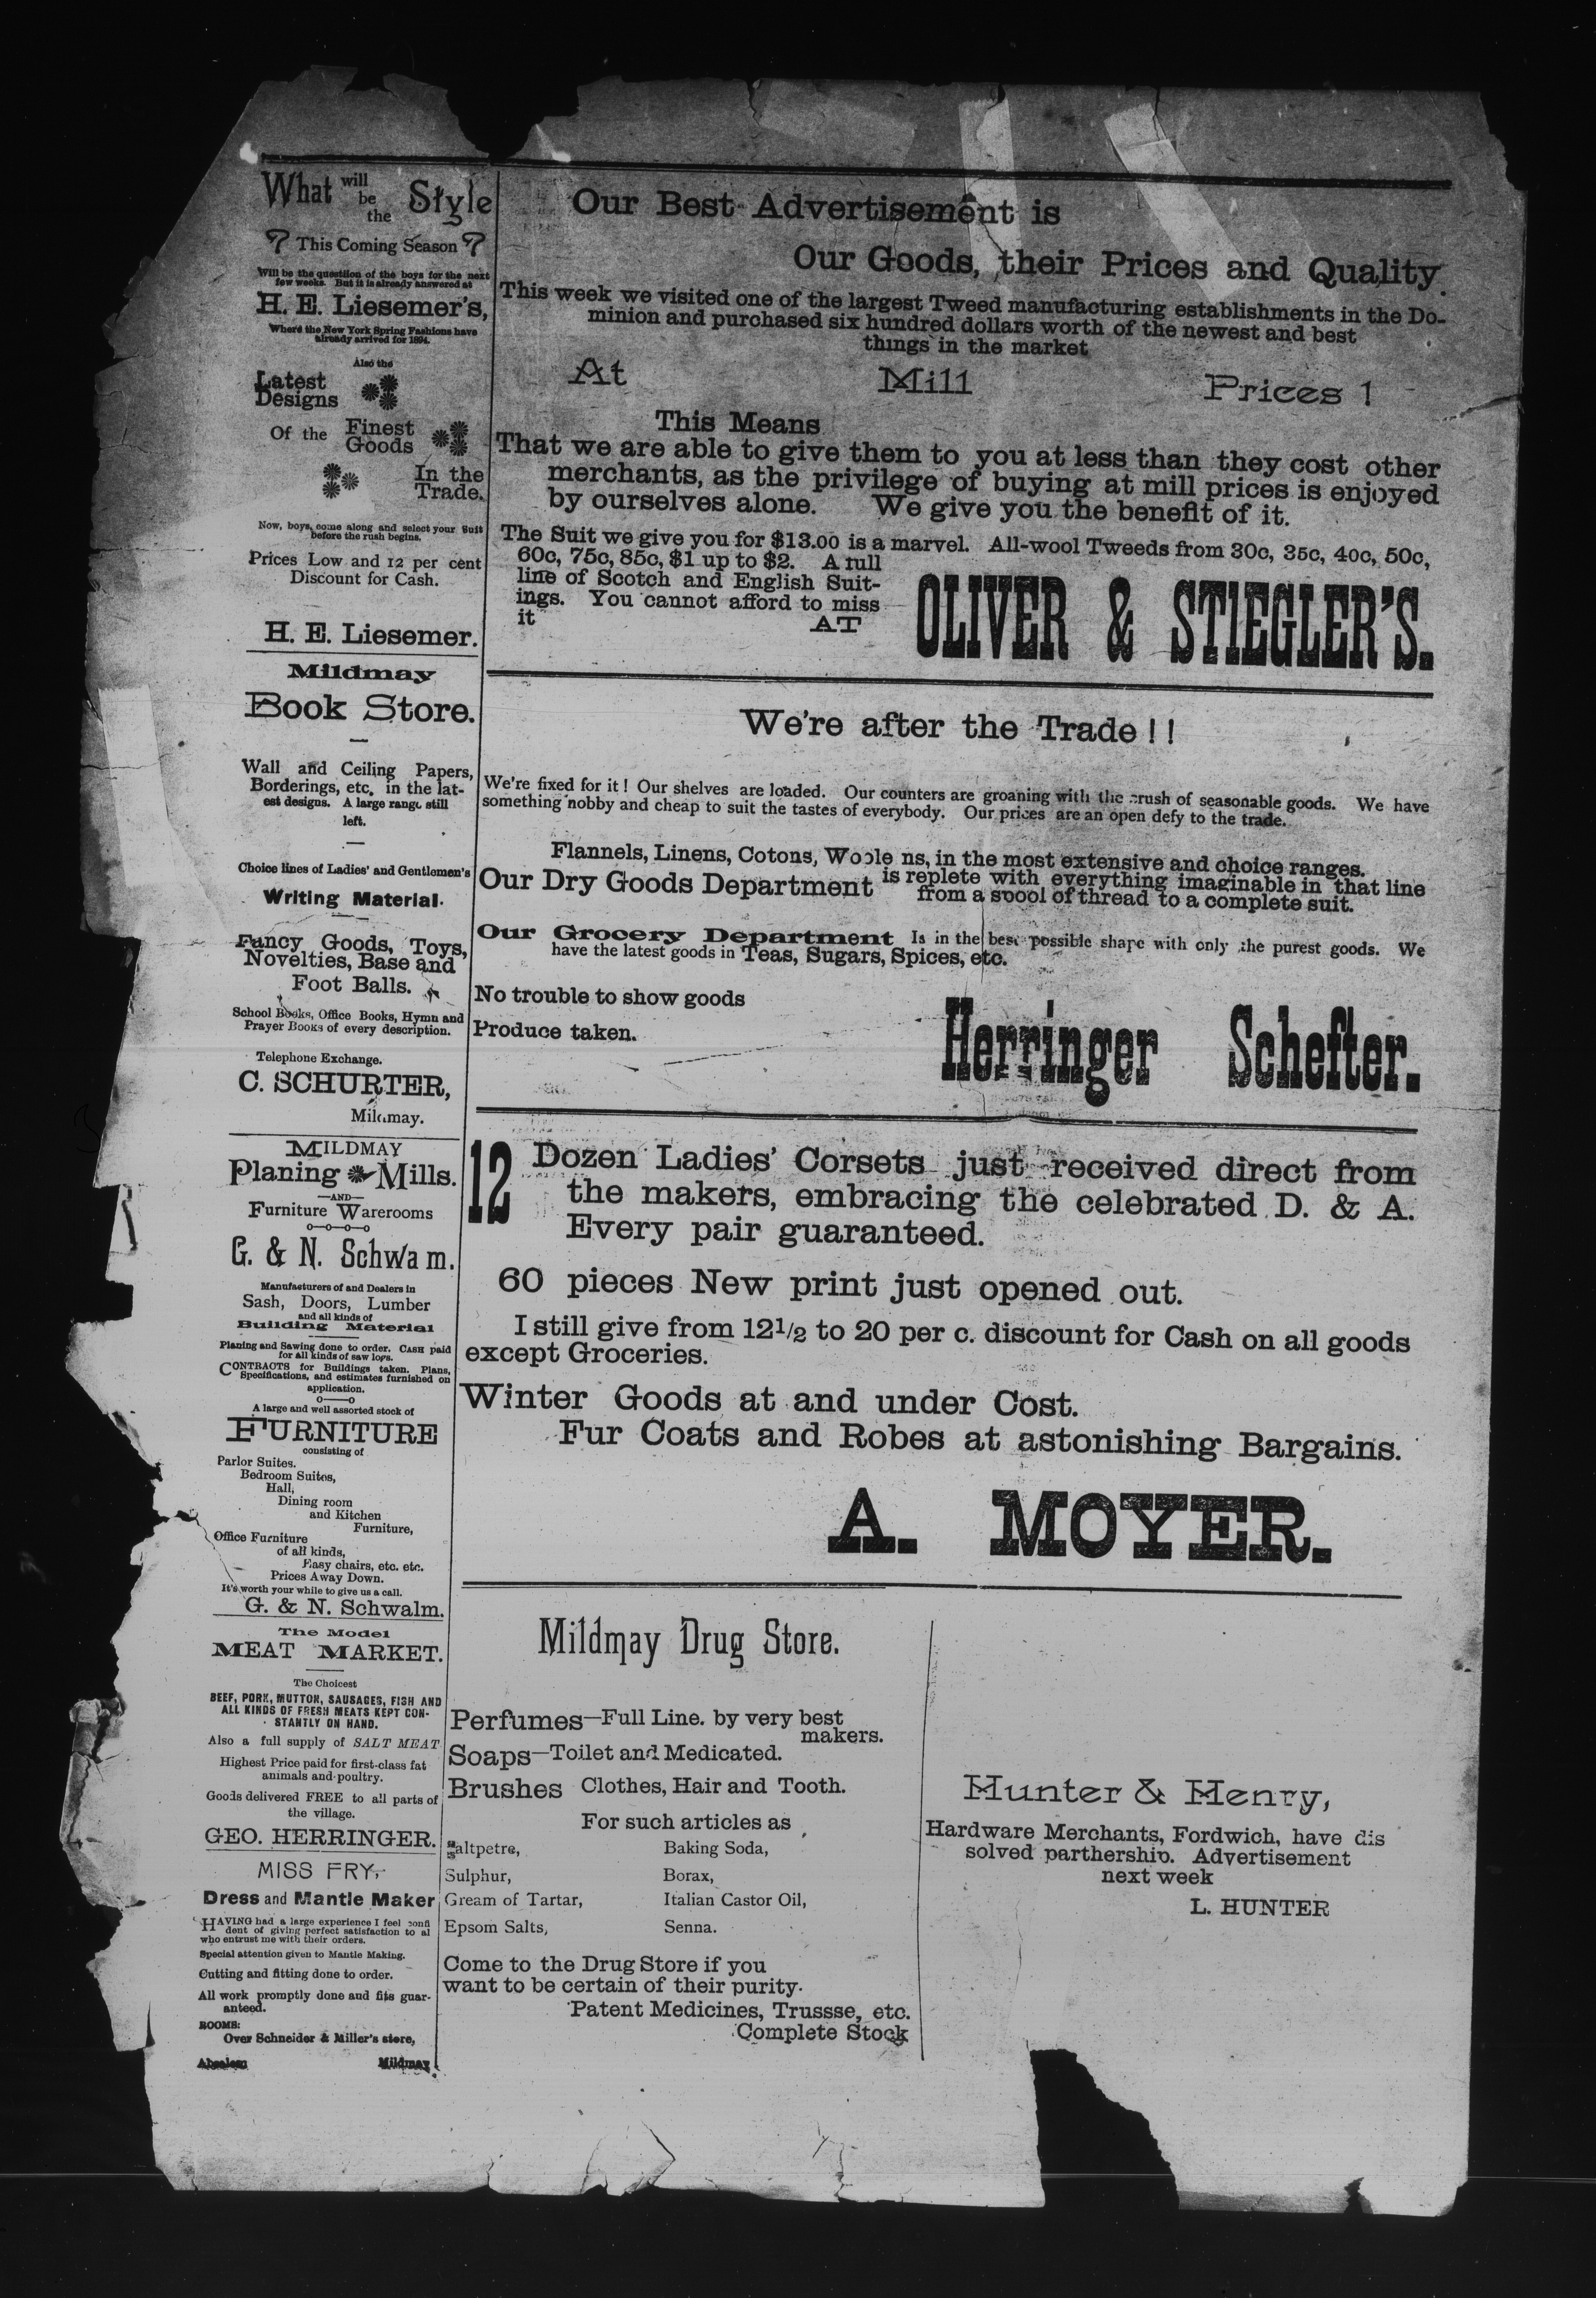 What will be the Style
? This Coming Season ?
Will be the questiion of the boys for the next
few weeks. But it is already answered at
H. E. Liesemer's,
Where the New York Spring Fashions have
already arrived for 1894.
Also the
Latest
Designs
Of the Finest
Goods
In the
Trade.
Now, boys, come along and select your Suit
before the rush begins.
Prices Low and 12 per cent
Discount for Cash.
H. E. Liesemer.
Mildmay
Book Store.
Wall and Ceiling Papers,
Borderings, etc. in the lat-
est designs. A large range still
left.
Choice lines of Ladies' and Gentlemen's
Writing Material.
Fancy Goods, Toys,
Novelties, Base and
Foot Balls.
School Books, Office Books, Hymn and
Prayer Books of every description.
Telephone Exchange.
C. SCHURTER,
Mildmay.
MILDMAY
Planing Mills.
—AND—
Furniture Warerooms
o—o—o—o
G. & N. Schwa m.
Manufacturers of and Dealers in
Sash, Doors, Lumber
and all kinds of
Building Material
Planing and Sawing done to order. CASH paid
for all kinds of saw logs.
CONTRACTS for Buildings taken. Plans,
Specifications, and estimates furnished on
application.
o——o
A large and well assorted stock of
FURNITURE
consisting of
Parlor Suites.
Bedroom Suites,
Hall,
Dining room
and Kitchen
Furniture,
Office Furniture
of all kinds,
Easy chairs, etc. etc.
Prices Away Down.
It's worth your while to give us a call.
G. & N. Schwalm.
The Model
MEAT MARKET.
The Choicest
BEEF, PORK, MUTTON, SAUSAGES, FISH AND
ALL KINDS OF FRESH MEATS KEPT CON-
STANTLY ON HAND.
Also a full supply of SALT MEAT
Highest Price paid for first-class fat
animals and poultry.
Goods delivered FREE to all parts of
the village.
GEO. HERRINGER.
MISS FRY,
Dress and Mantle Maker
HAVING had a large experience I feel confi
dent of giving perfect satisfaction to al
who entrust me with their orders.
Special attention given to Mantle Making.
Cutting and fitting done to order.
All work promptly done and fits guar-
anteed.
ROOMS:
Over Schneider & Miller's store,
Absalom Mildmay
Our Best Advertisement is
Our Goods, their Prices and Quality.
This week we visited one of the largest Tweed manufacturing establishments in the Do-
minion and purchased six hundred dollars worth of the newest and best
things in the market
At Mill Prices !
This Means
That we are able to give them to you at less than they cost other
merchants, as the privilege of buying at mill prices is enjoyed
by ourselves alone. We give you the benefit of it.
The Suit we give you for $13.00 is a marvel. All-wool Tweeds from 30c, 35c, 40c, 50c,
60c, 75c, 85c, $1 up to $2. A full
line of Scotch and English Suit-
ings. You cannot afford to miss
it
AT OLIVER & STIEGLER'S.
We're after the Trade ! !
We're fixed for it ! Our shelves are loaded. Our counters are groaning with the crush of seasonable goods. We have
something nobby and cheap to suit the tastes of everybody. Our prices are an open defy to the trade.
Flannels, Linens, Cotons, Woole ns, in the most extensive and choice ranges.
Our Dry Goods Department is replete with everything imaginable in that line
from a spool of thread to a complete suit.
Our Grocery Department Is in the best possible shape with only the purest goods. We
have the latest goods in Teas, Sugars, Spices, etc.
No trouble to show goods
Produce taken.
Herringer Schefter.
12 Dozen Ladies' Corsets just received direct from
the makers, embracing the celebrated D. & A.
Every pair guaranteed.
60 pieces New print just opened out.
I still give from 12½ to 20 per c. discount for Cash on all goods
except Groceries.
Winter Goods at and under Cost.
Fur Coats and Robes at astonishing Bargains.
A. MOYER.
Mildmay Drug Store.
Perfumes—Full Line. by very best
makers.
Soaps—Toilet and Medicated.
Brushes Clothes, Hair and Tooth.
For such articles as
Saltpetre, Baking Soda,
Sulphur, Borax,
Gream of Tartar, Italian Castor Oil,
Epsom Salts, Senna.
Come to the Drug Store if you
want to be certain of their purity.
Patent Medicines, Trussse, etc.
Complete Stock
Hunter & Henry,
Hardware Merchants, Fordwich, have dis
solved parthership. Advertisement
next week
L. HUNTER